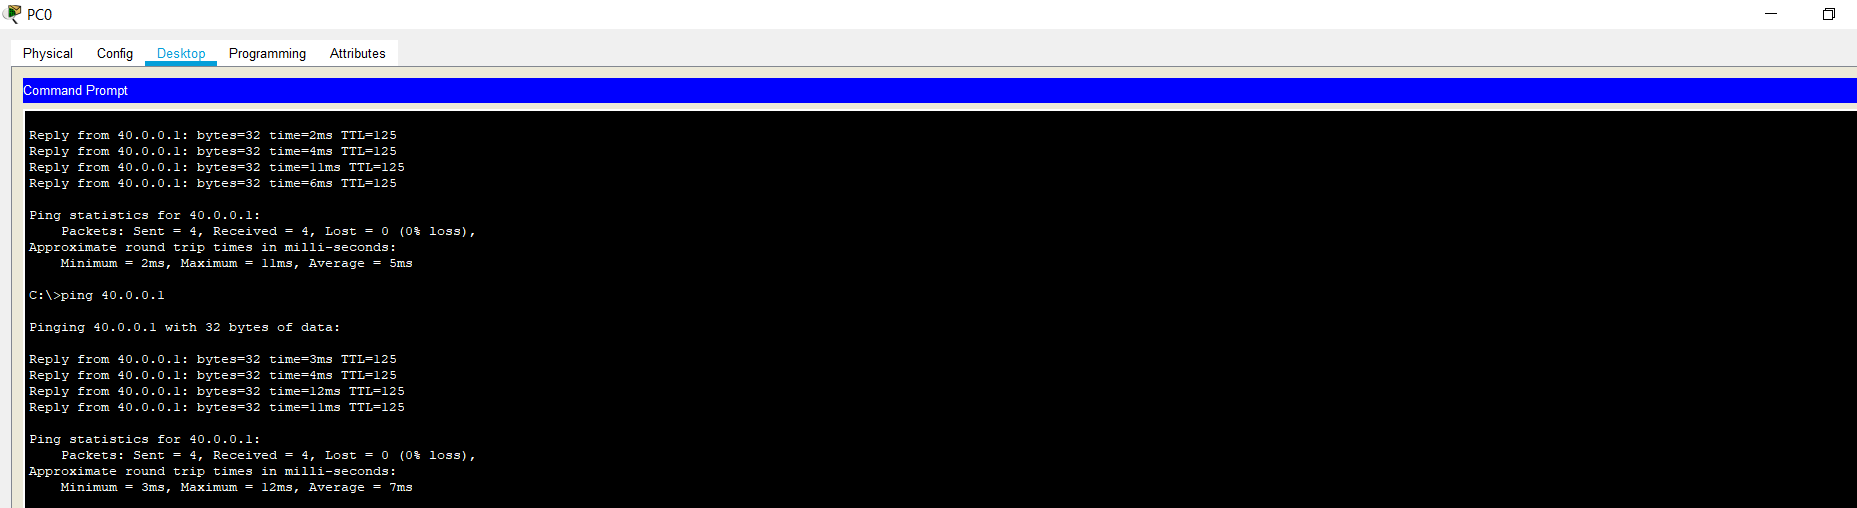 PC0
Physical Config Desktop Programming Attributes
Command Prompt
Reply from 40.0.0.1: bytes=32 time=2ms TTL=125
Reply from 40.0.0.1: bytes=32 time=4ms TTL=125
Reply from 40.0.0.1: bytes=32 time=11ms TTL=125
Reply from 40.0.0.1: bytes=32 time=6ms TTL=125
Ping statistics for 40.0.0.1:
    Packets: Sent = 4, Received = 4, Lost = 0 (0% loss),
Approximate round trip times in milli-seconds:
    Minimum = 2ms, Maximum = 11ms, Average = 5ms
C:\>ping 40.0.0.1
Pinging 40.0.0.1 with 32 bytes of data:
Reply from 40.0.0.1: bytes=32 time=3ms TTL=125
Reply from 40.0.0.1: bytes=32 time=4ms TTL=125
Reply from 40.0.0.1: bytes=32 time=12ms TTL=125
Reply from 40.0.0.1: bytes=32 time=11ms TTL=125
Ping statistics for 40.0.0.1:
    Packets: Sent = 4, Received = 4, Lost = 0 (0% loss),
Approximate round trip times in milli-seconds:
    Minimum = 3ms, Maximum = 12ms, Average = 7ms